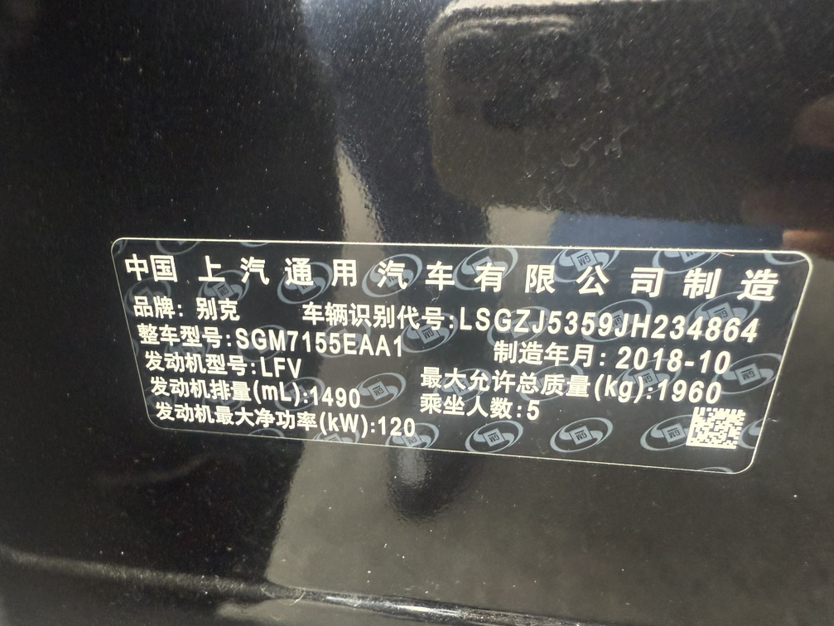 中国 上汽通用汽车有限公司制造
品牌: 别克 车辆识别代号:LSGZJ5359JH234864
整车型号:SGM7155EAA1 制造年月: 2018-10
发动机型号:LFV 最大允许总质量(kg):1960
发动机排量(mL):1490 乘坐人数:5
发动机最大净功率(kW):120